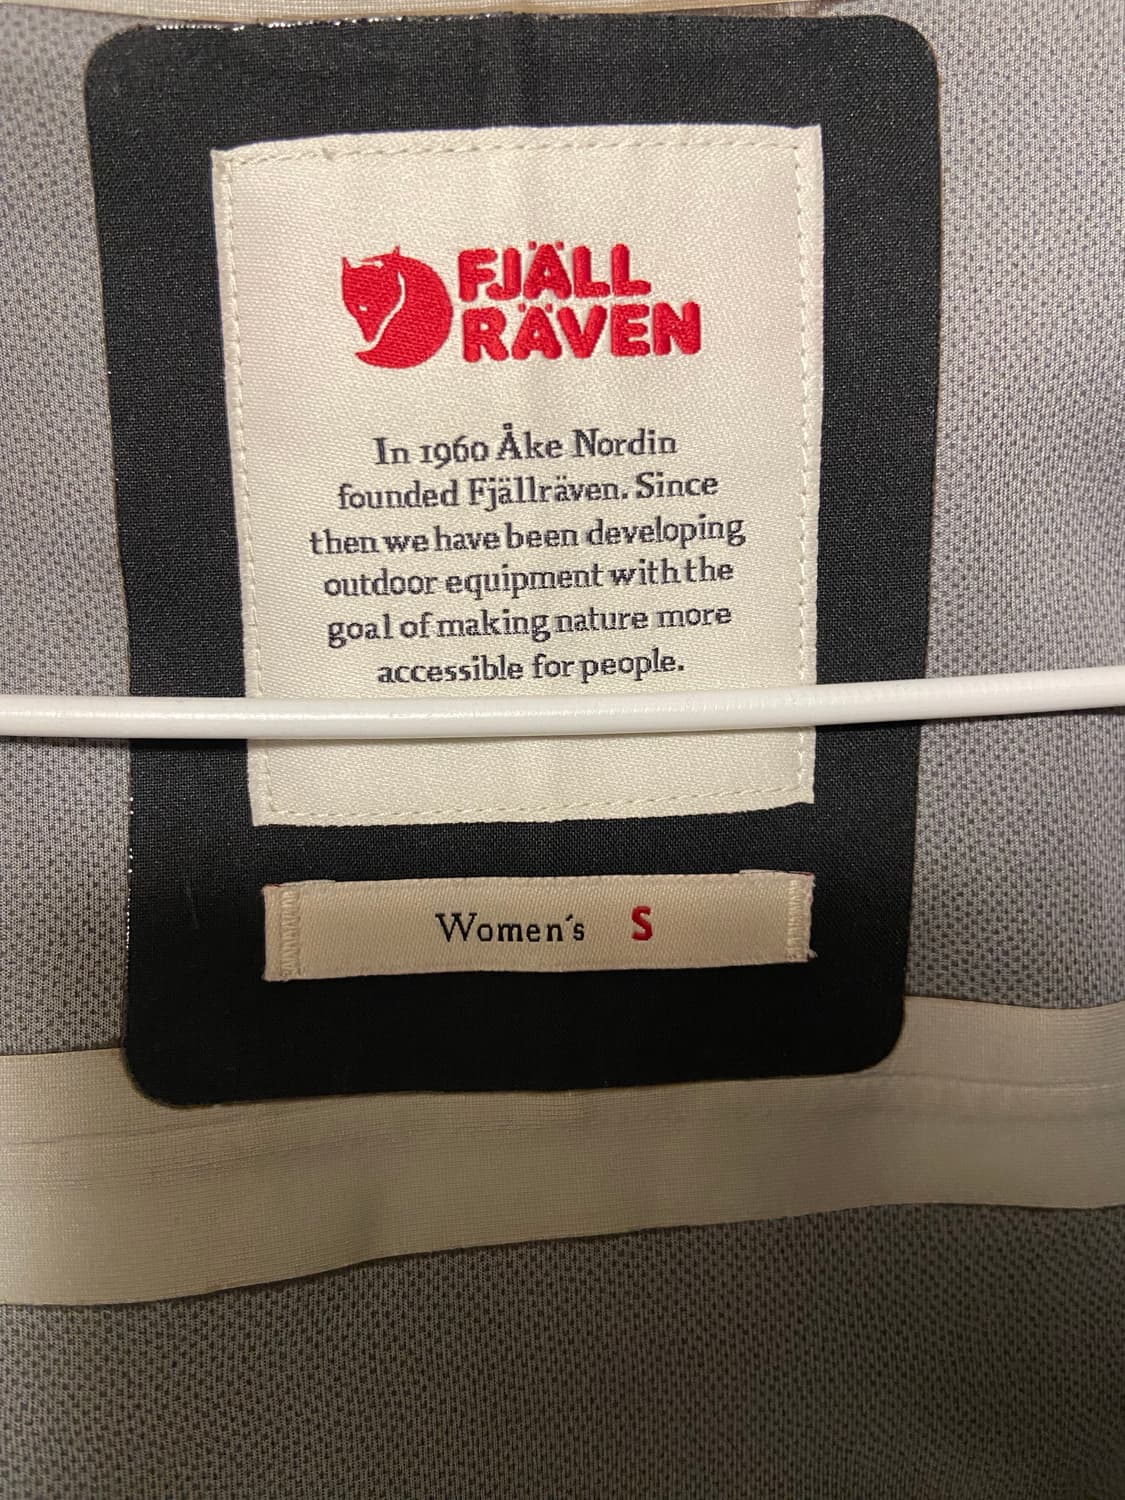 FJÄLL
RÄVEN
In 1960 Åke Nordin
founded Fjällräven. Since
then we have been developing
outdoor equipment with the
goal of making nature more
accessible for people.
Women´s S